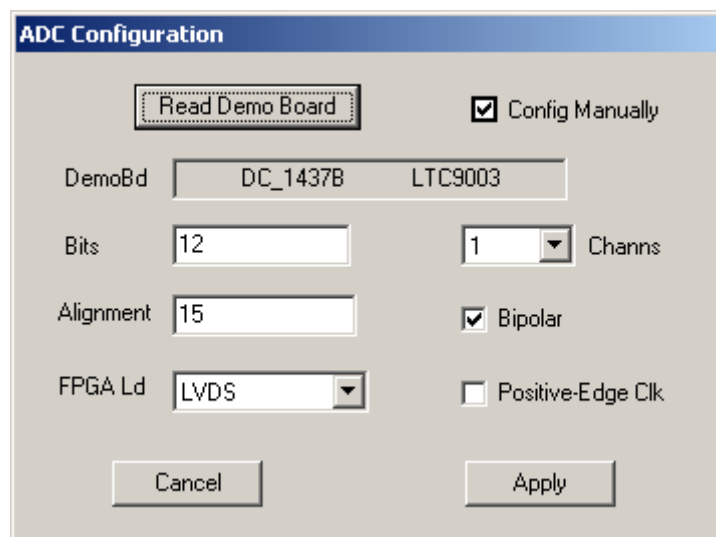 ADC Configuration
Read Demo Board Config Manually
DemoBd DC_1437B LTC9003
Bits 12 1 Channs
Alignment 15 Bipolar
FPGA Ld LVDS Positive-Edge Clk
Cancel Apply